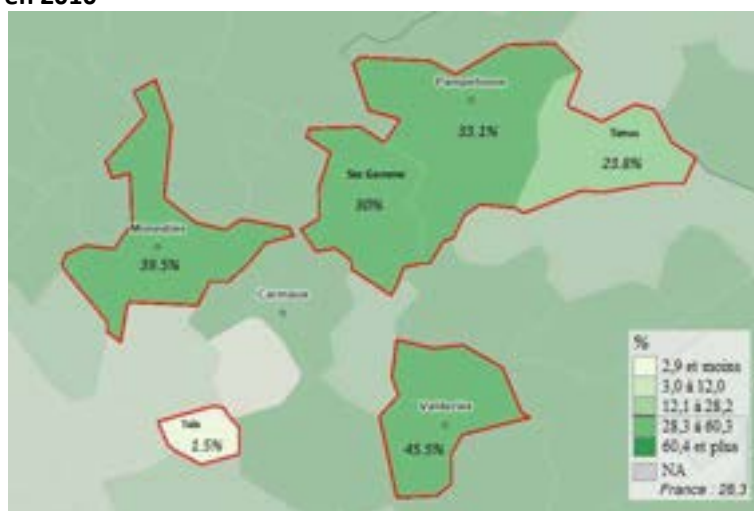 en 2016
Pampelonne
33.1%
Tanus
23.8%
Ste Gemme
30%
Monestiés
39.5%
Carmaux
Valderiès
45.5%
Taïx
1.5%
%
2,9 et moins
3,0 à 12,0
12,1 à 28,2
28,3 à 60,3
60,4 et plus
NA
France : 28,3